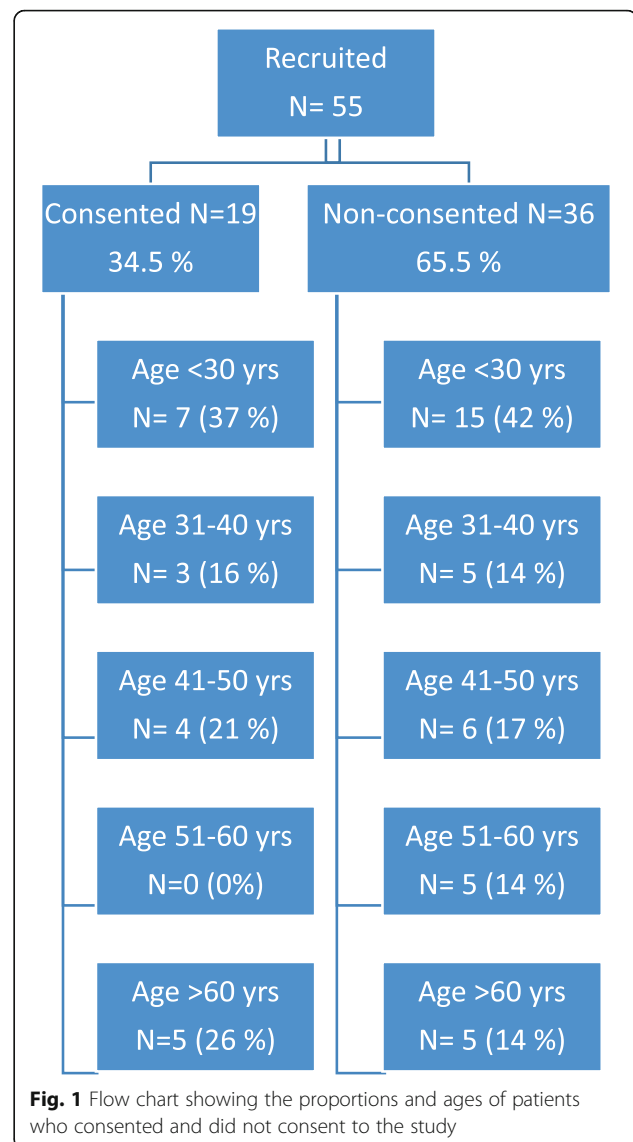 Recruited
N= 55
Consented N=19
34.5 %
Non-consented N=36
65.5 %
Age <30 yrs
N= 7 (37 %)
Age 31-40 yrs
N= 3 (16 %)
Age 41-50 yrs
N= 4 (21 %)
Age 51-60 yrs
N=0 (0%)
Age >60 yrs
N=5 (26 %)
Age <30 yrs
N= 15 (42 %)
Age 31-40 yrs
N= 5 (14 %)
Age 41-50 yrs
N= 6 (17 %)
Age 51-60 yrs
N= 5 (14 %)
Age >60 yrs
N= 5 (14 %)
Fig. 1 Flow chart showing the proportions and ages of patients
who consented and did not consent to the study